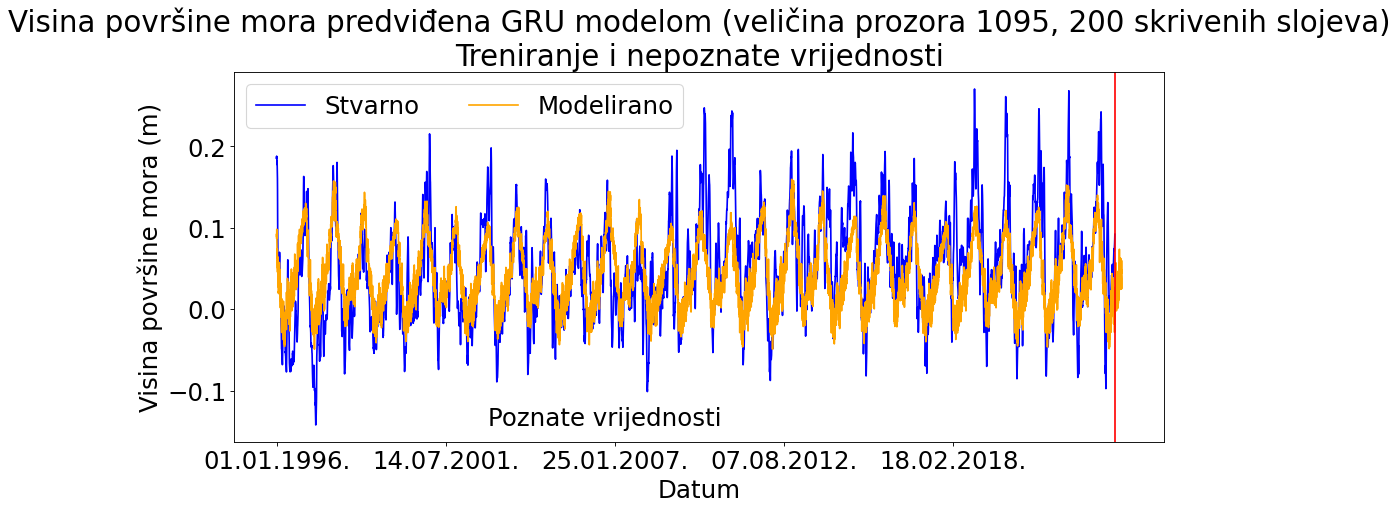 Visina površine mora predviđena GRU modelom (veličina prozora 1095, 200 skrivenih slojeva)
Treniranje i nepoznate vrijednosti
Stvarno Modelirano
Visina površine mora (m)
0.2
0.1
0.0
−0.1
Poznate vrijednosti
01.01.1996. 14.07.2001. 25.01.2007. 07.08.2012. 18.02.2018.
Datum